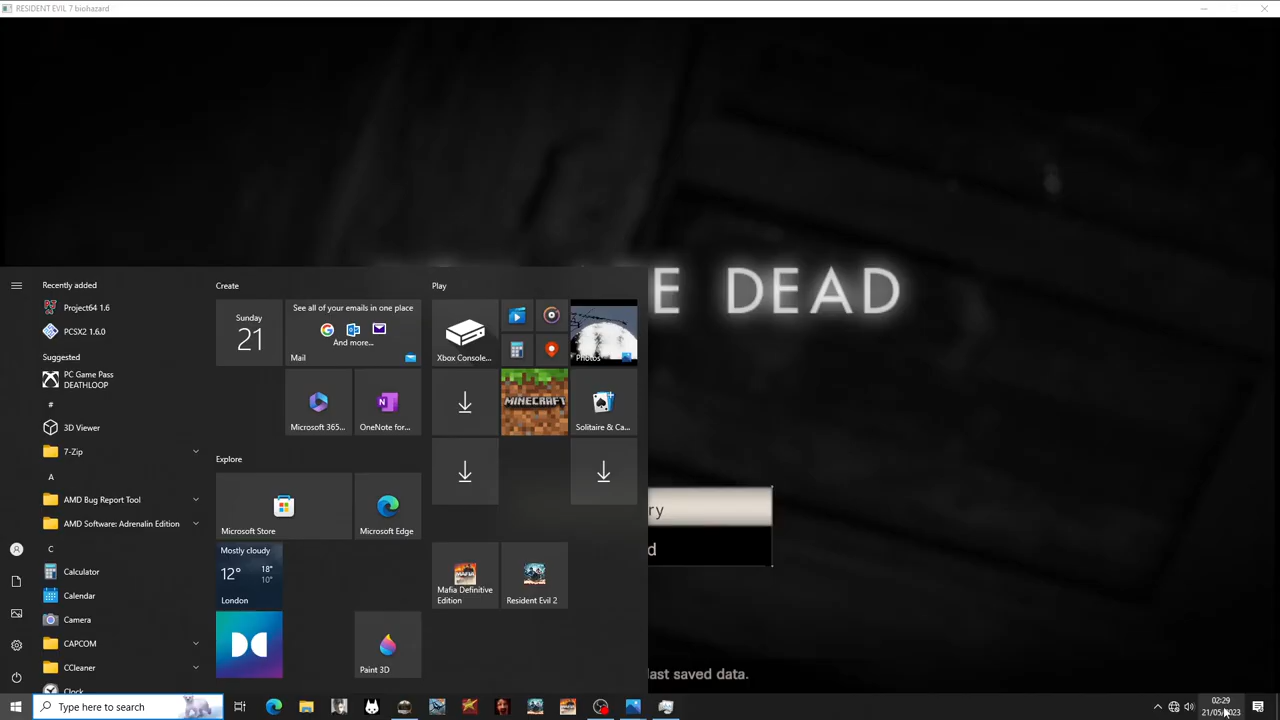 RESIDENT EVIL 7 biohazard
E DEAD
ry
d
last saved data.
Recently added
Project64 1.6
PCSX2 1.6.0
Suggested
PC Game Pass
DEATHLOOP
#
3D Viewer
7-Zip
A
AMD Bug Report Tool
AMD Software: Adrenalin Edition
C
Calculator
Calendar
Camera
CAPCOM
CCleaner
Clock
Create
Sunday
21
See all of your emails in one place
And more...
Mail
Microsoft 365...
OneNote for...
Explore
Microsoft Store
Microsoft Edge
Mostly cloudy
12° 18°
10°
London
Paint 3D
Play
Xbox Console...
Photos
MINECRAFT
Solitaire & Ca...
Mafia Definitive
Edition
Resident Evil 2
Type here to search
02:29
21/05/2023